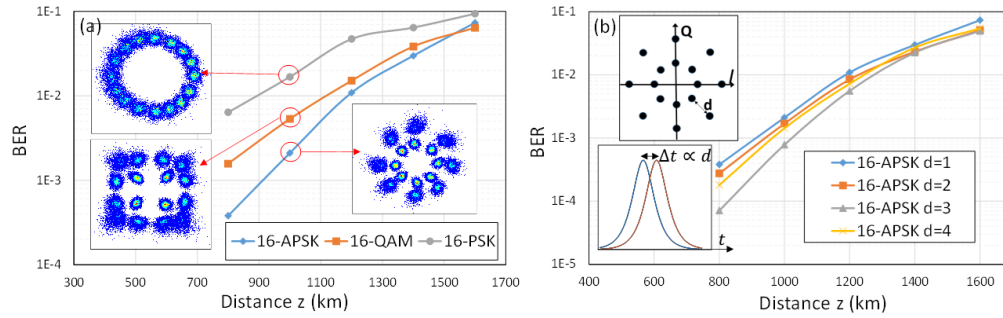 (a)
1E-1
1E-2
1E-3
1E-4
BER
300
500
700
900
1100
1300
1500
1700
Distance z (km)
16-APSK
16-QAM
16-PSK
(b)
1E-1
1E-2
1E-3
1E-4
1E-5
BER
400
600
800
1000
1200
1400
1600
Distance z (km)
Q
I
d
Δt ∝ d
t
16-APSK d=1
16-APSK d=2
16-APSK d=3
16-APSK d=4